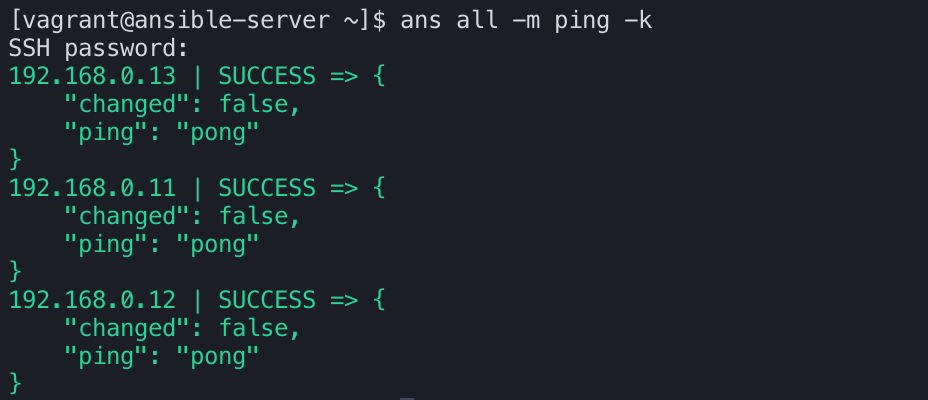 [vagrant@ansible-server ~]$ ans all -m ping -k
SSH password:
192.168.0.13 | SUCCESS => {
    "changed": false,
    "ping": "pong"
}
192.168.0.11 | SUCCESS => {
    "changed": false,
    "ping": "pong"
}
192.168.0.12 | SUCCESS => {
    "changed": false,
    "ping": "pong"
}